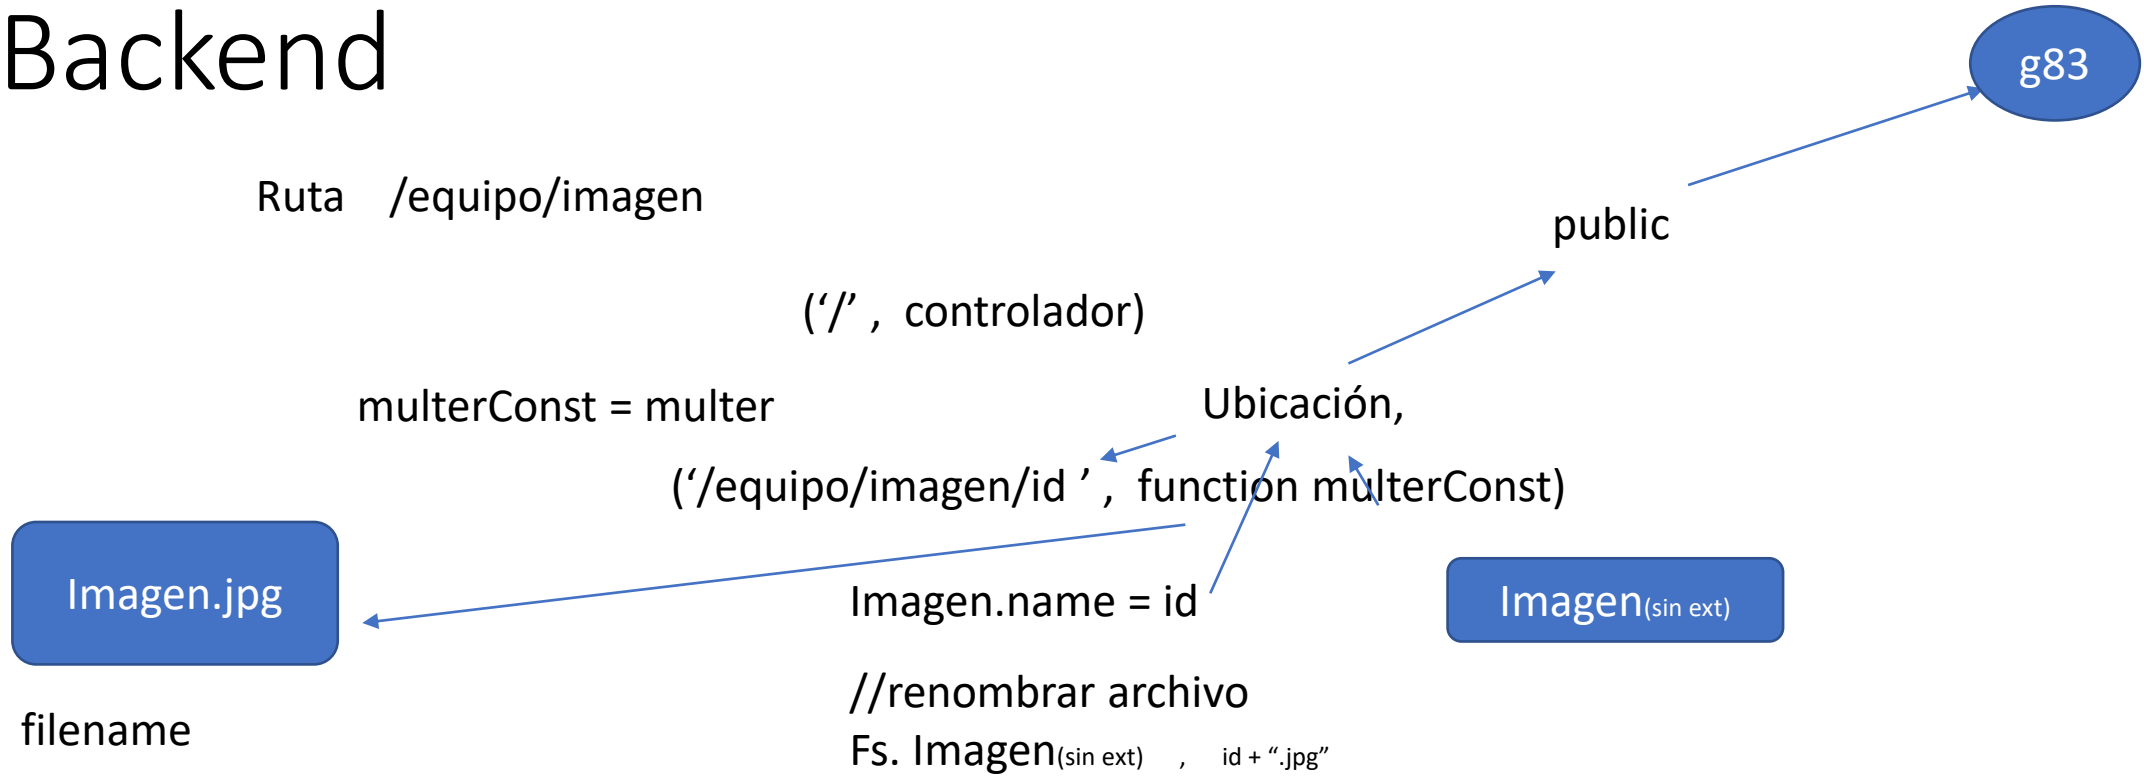 Backend
g83
Ruta /equipo/imagen
public
(‘/’ , controlador)
multerConst = multer
Ubicación,
(‘/equipo/imagen/id ’ , function multerConst)
Imagen.jpg
Imagen.name = id
Imagen(sin ext)
//renombrar archivo
filename
Fs. Imagen(sin ext) , id + “.jpg”